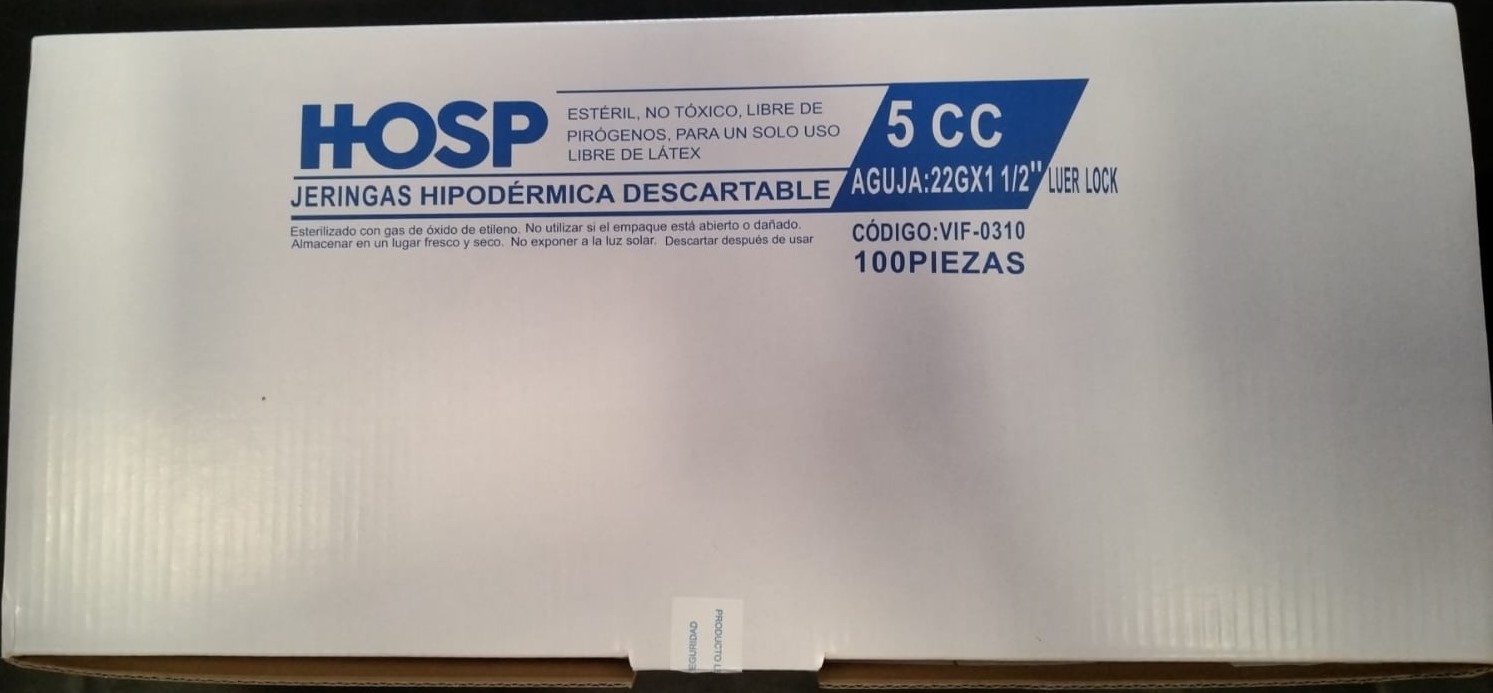 HOSP
ESTÉRIL, NO TÓXICO, LIBRE DE
PIRÓGENOS, PARA UN SOLO USO
LIBRE DE LÁTEX
5 CC
JERINGAS HIPODÉRMICA DESCARTABLE
AGUJA:22GX1 1/2" LUER LOCK
Esterilizado con gas de óxido de etileno. No utilizar si el empaque está abierto o dañado.
Almacenar en un lugar fresco y seco. No exponer a la luz solar. Descartar después de usar
CÓDIGO:VIF-0310
100PIEZAS
PRODUCTO